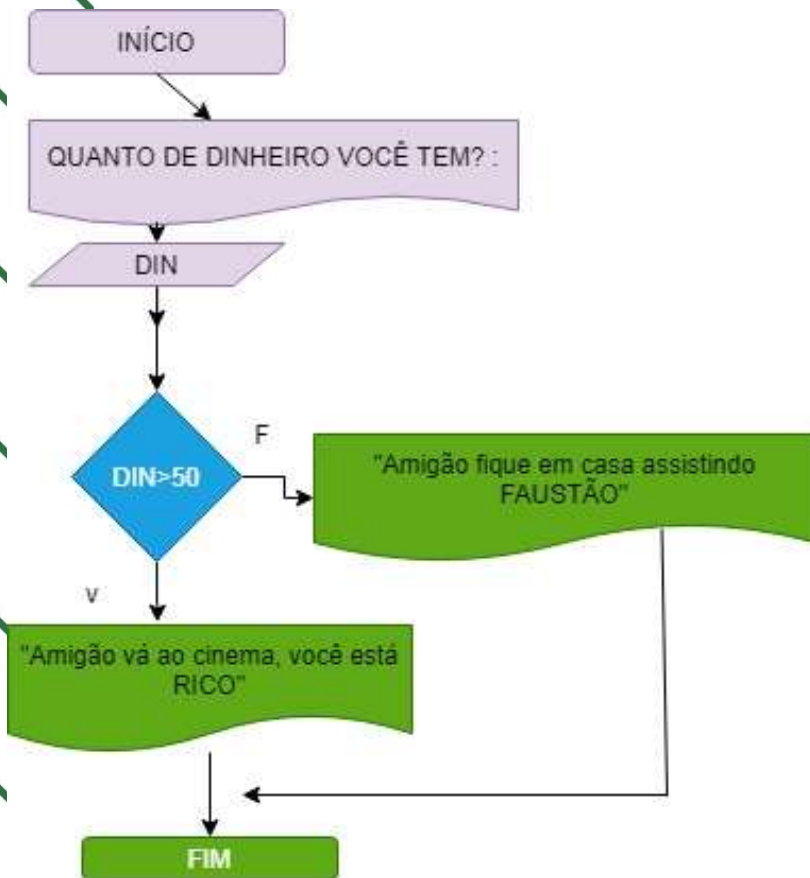 INÍCIO
QUANTO DE DINHEIRO VOCÊ TEM? :
DIN
DIN>50
F
"Amigão fique em casa assistindo
FAUSTÃO"
v
"Amigão vá ao cinema, você está
RICO"
FIM